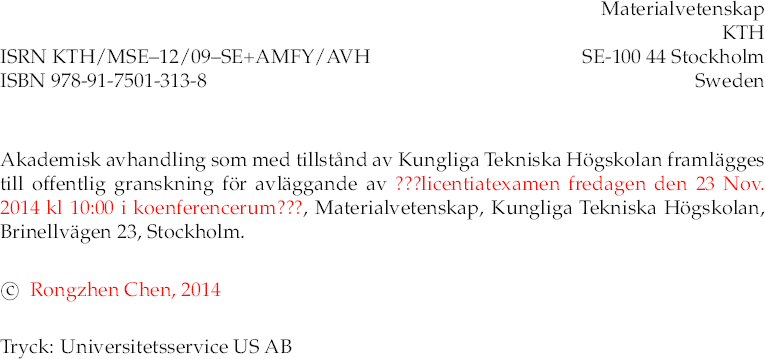 Materialvetenskap
KTH
ISRN KTH/MSE–12/09–SE+AMFY/AVH SE-100 44 Stockholm
ISBN 978-91-7501-313-8 Sweden
Akademisk avhandling som med tillstånd av Kungliga Tekniska Högskolan framlägges
till offentlig granskning för avläggande av ???licentiatexamen fredagen den 23 Nov.
2014 kl 10:00 i koenferencerum???, Materialvetenskap, Kungliga Tekniska Högskolan,
Brinellvägen 23, Stockholm.
© Rongzhen Chen, 2014
Tryck: Universitetsservice US AB